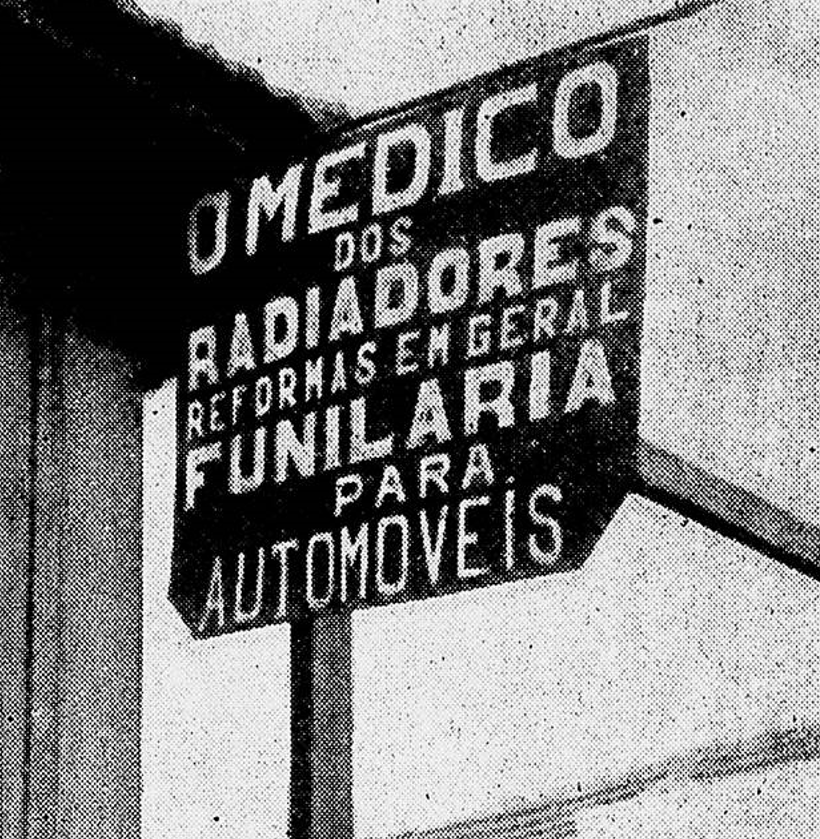 O MEDICO
DOS
RADIADORES
REFORMAS EM GERAL
FUNILARIA
PARA
AUTOMOVEiS